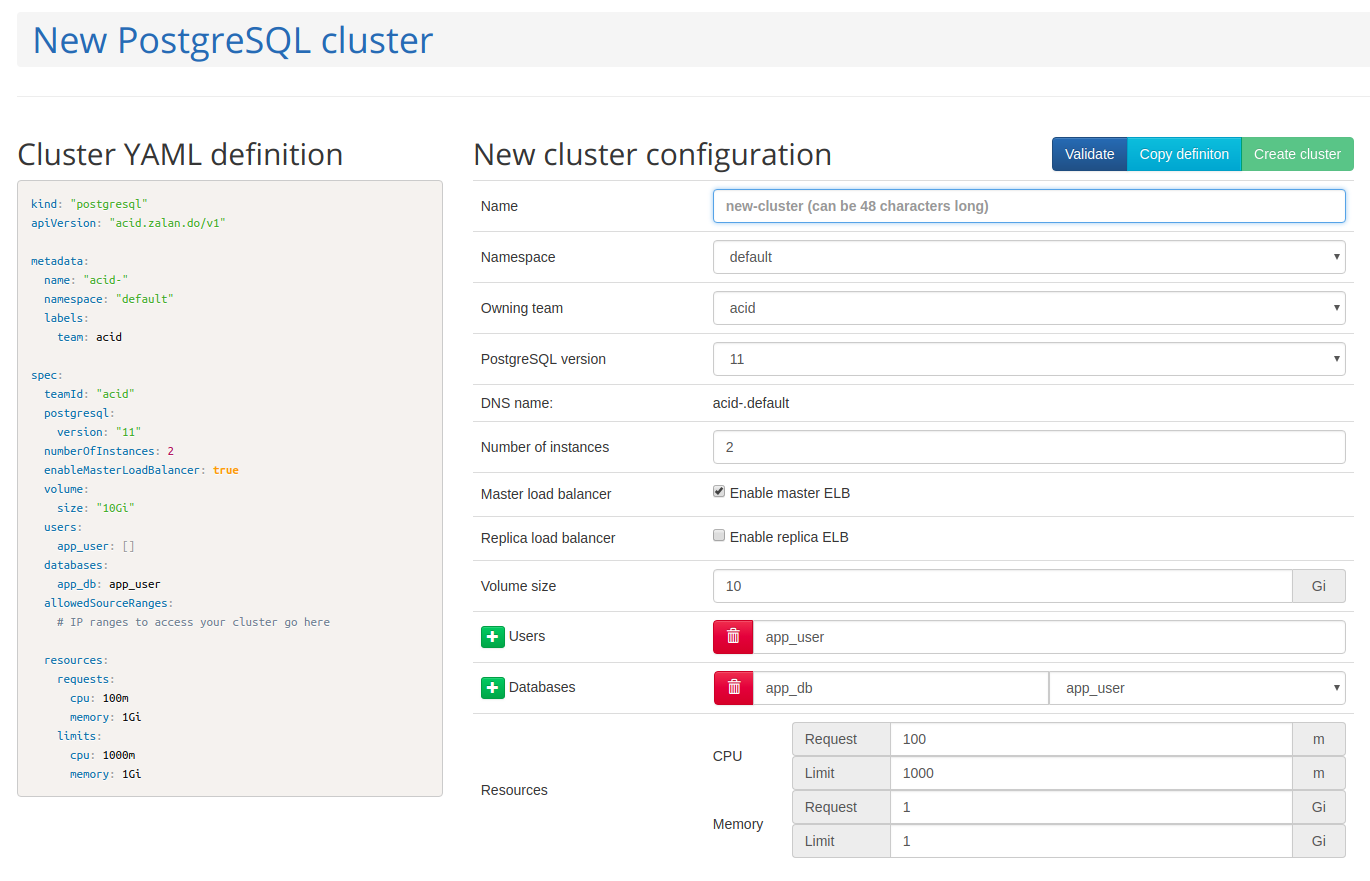 New PostgreSQL cluster
Cluster YAML definition
kind: "postgresql"
apiVersion: "acid.zalan.do/v1"
metadata:
name: "acid-"
namespace: "default"
labels:
team: acid
spec:
teamId: "acid"
postgresql:
version: "11"
numberOfInstances: 2
enableMasterLoadBalancer: true
volume:
size: "10Gi"
users:
app_user: []
databases:
app_db: app_user
allowedSourceRanges:
# IP ranges to access your cluster go here
resources:
requests:
cpu: 100m
memory: 1Gi
limits:
cpu: 1000m
memory: 1Gi
New cluster configuration
Validate Copy definiton Create cluster
Name new-cluster (can be 48 characters long)
Namespace default
Owning team acid
PostgreSQL version 11
DNS name: acid-.default
Number of instances 2
Master load balancer Enable master ELB
Replica load balancer Enable replica ELB
Volume size 10 Gi
Users app_user
Databases app_db app_user
Resources
CPU
Request 100 m
Limit 1000 m
Memory
Request 1 Gi
Limit 1 Gi